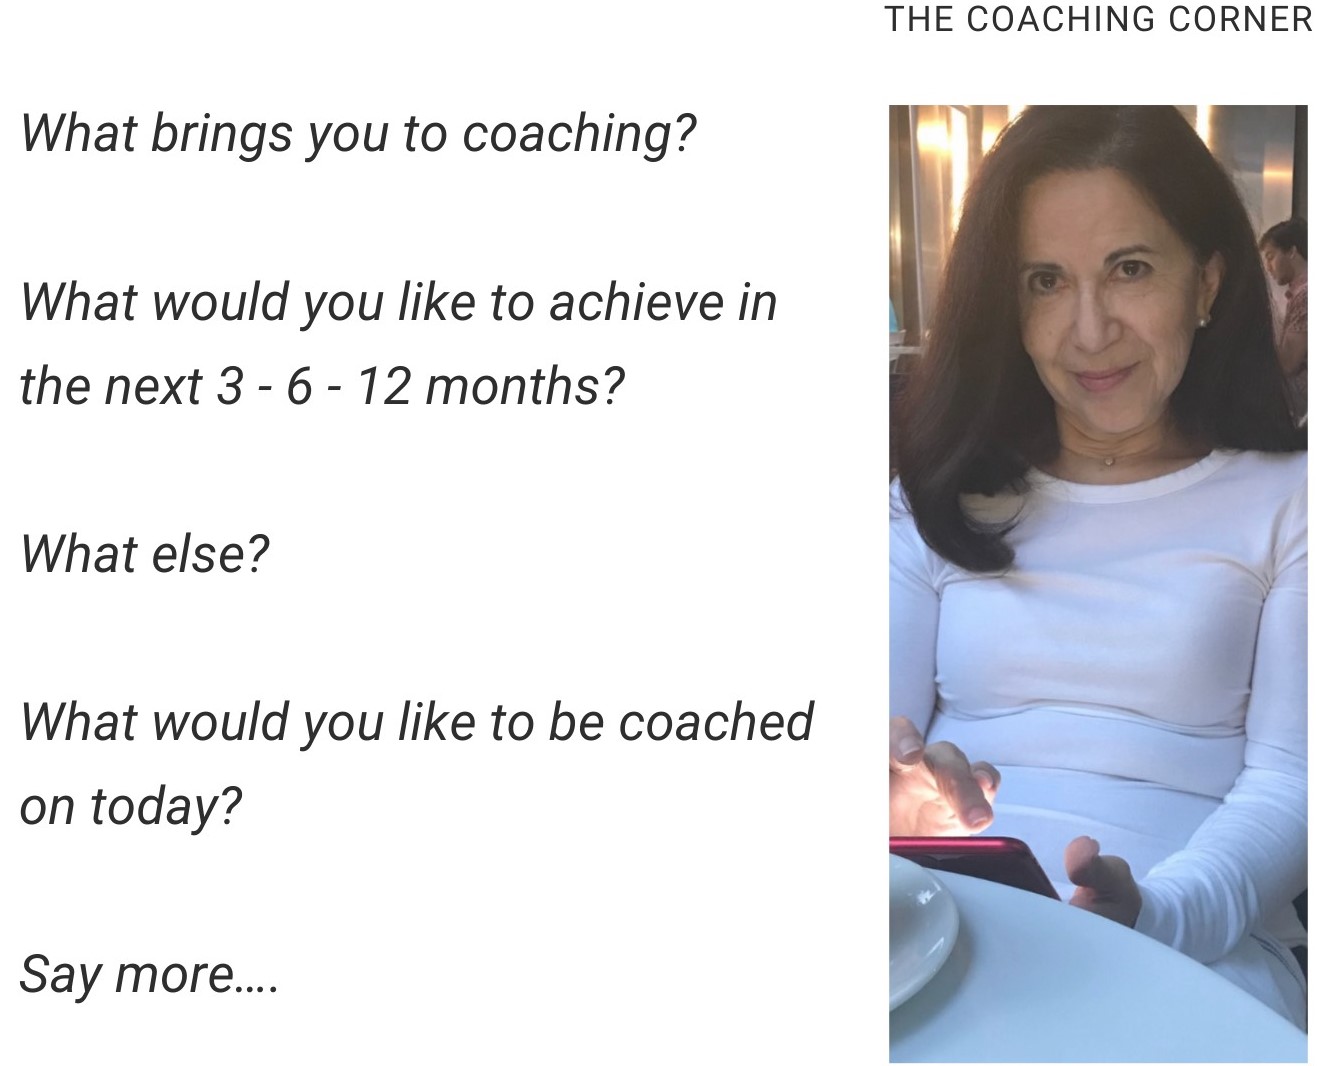 THE COACHING CORNER
What brings you to coaching?
What would you like to achieve in
the next 3 - 6 - 12 months?
What else?
What would you like to be coached
on today?
Say more....